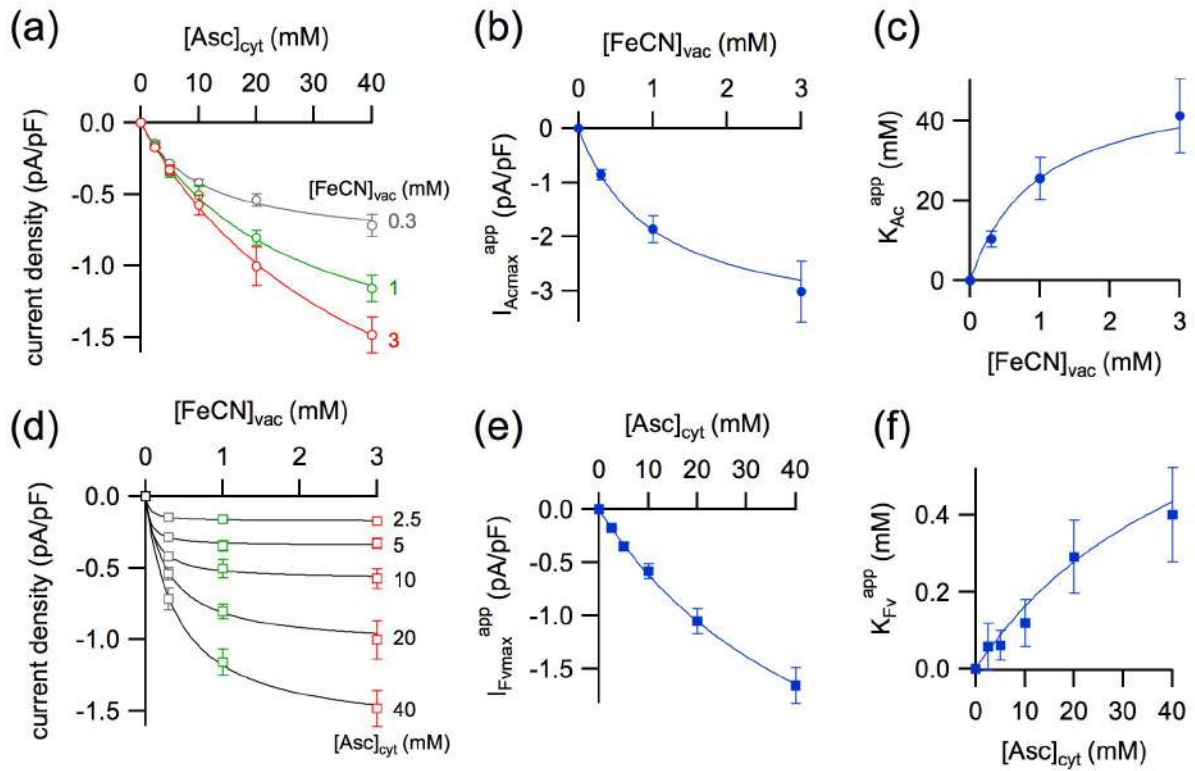 (a)
[Asc]cyt (mM)
0 10 20 30 40
0.0
-0.5
-1.0
-1.5
current density (pA/pF)
[FeCN]vac (mM)
0.3
1
3
(b)
[FeCN]vac (mM)
0 1 2 3
0
-1
-2
-3
IAcmax app (pA/pF)
(c)
40
20
0
KAc app (mM)
0 1 2 3
[FeCN]vac (mM)
(d)
[FeCN]vac (mM)
0 1 2 3
0.0
-0.5
-1.0
-1.5
current density (pA/pF)
2.5
5
10
20
40
[Asc]cyt (mM)
(e)
[Asc]cyt (mM)
0 10 20 30 40
0.0
-0.5
-1.0
-1.5
IFvmax app (pA/pF)
(f)
0.4
0.2
0.0
KFv app (mM)
0 10 20 30 40
[Asc]cyt (mM)